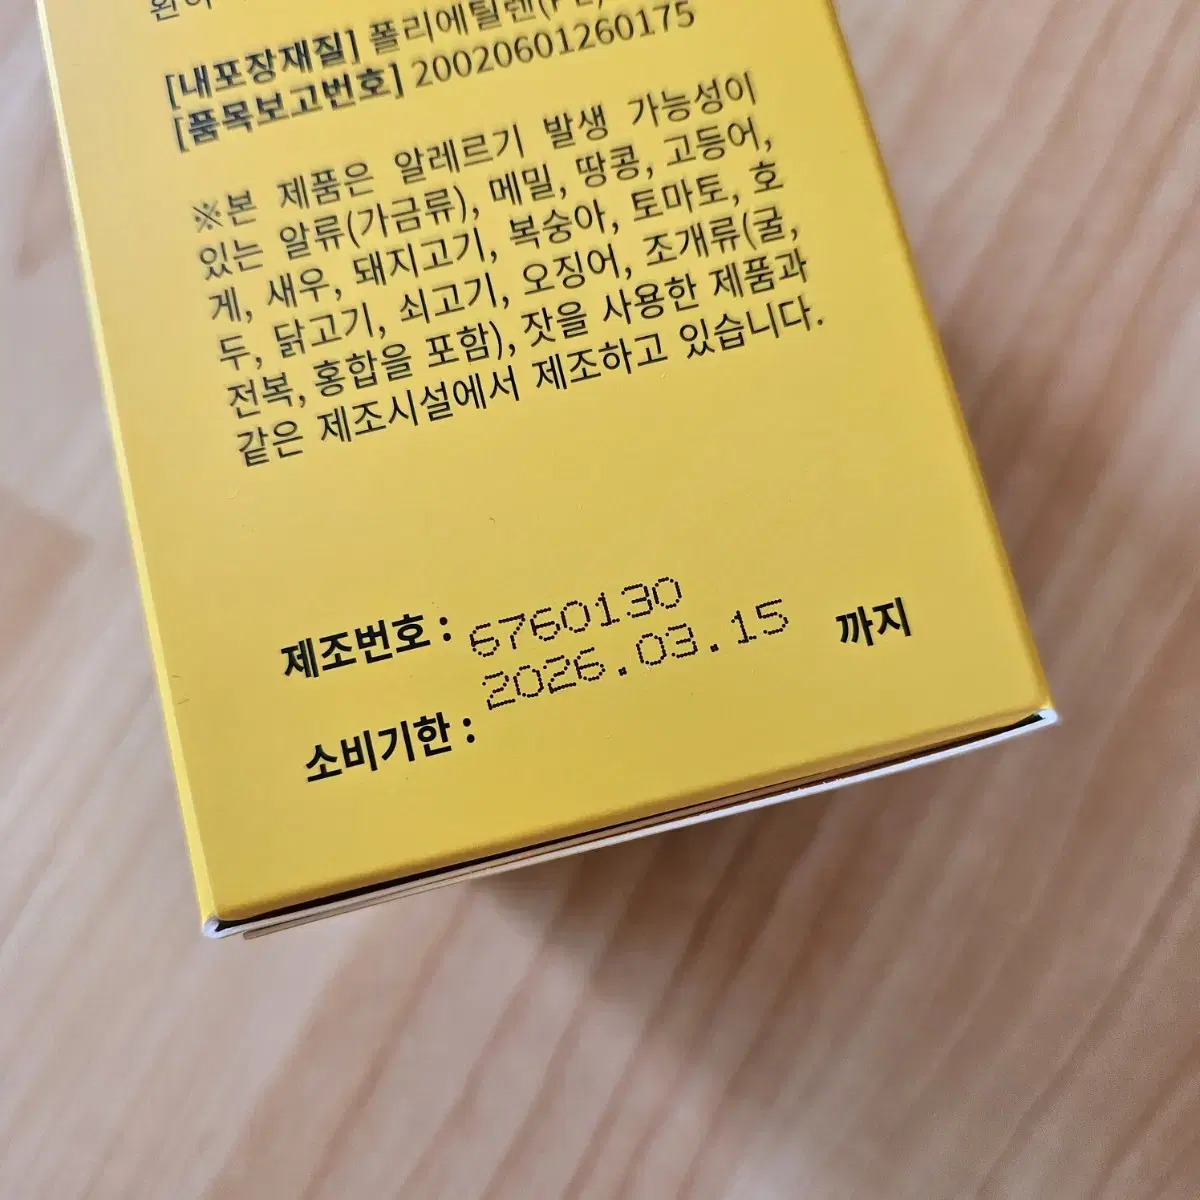 [내포장재질] 폴리에틸렌(PE)
[품목보고번호] 20020601260175
※본 제품은 알레르기 발생 가능성이
있는 알류(가금류), 메밀, 땅콩, 고등어,
게, 새우, 돼지고기, 복숭아, 토마토, 호
두, 닭고기, 쇠고기, 오징어, 조개류(굴,
전복, 홍합을 포함), 잣을 사용한 제품과
같은 제조시설에서 제조하고 있습니다.
제조번호 : 6760130
소비기한 : 2026.03.15 까지